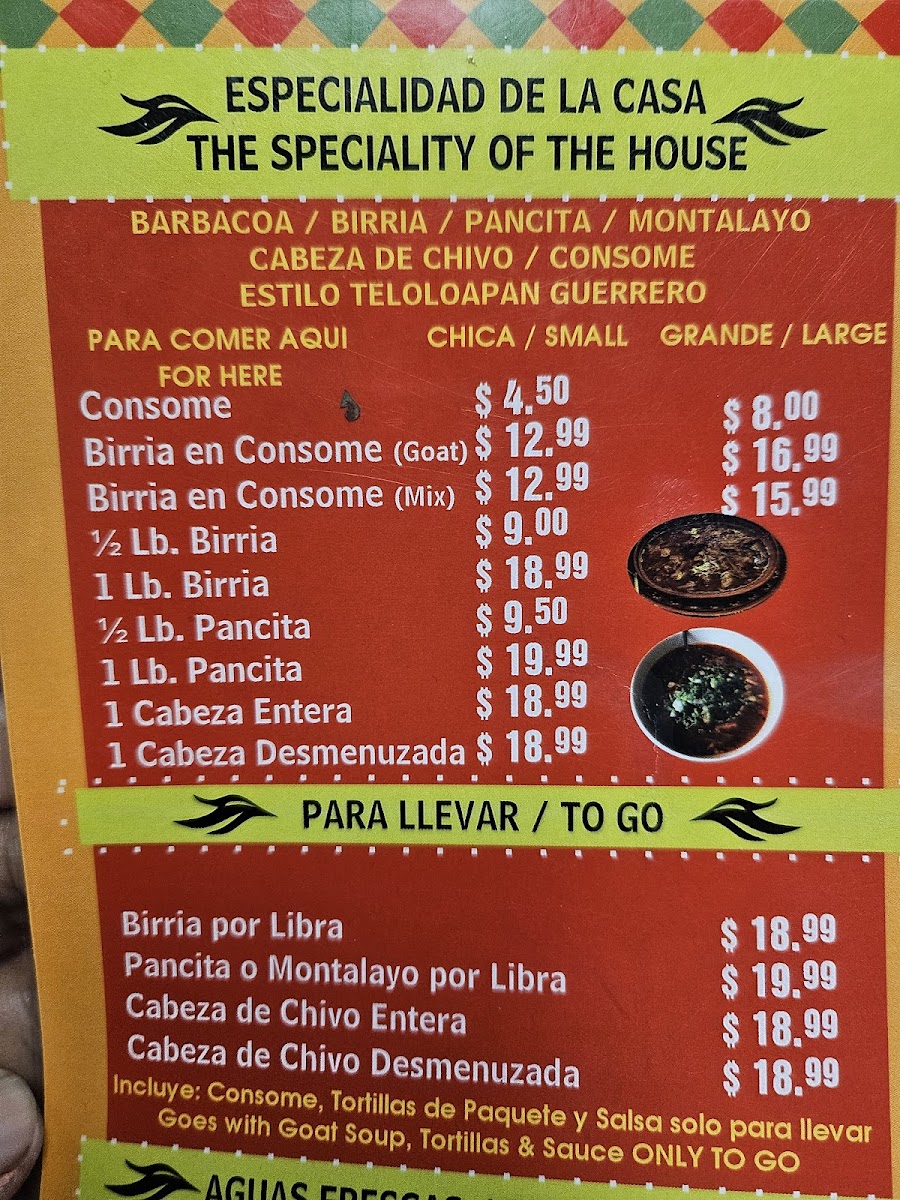 ESPECIALIDAD DE LA CASA
THE SPECIALITY OF THE HOUSE
BARBACOA / BIRRIA / PANCITA / MONTALAYO
CABEZA DE CHIVO / CONSOME
ESTILO TELOLOAPAN GUERRERO
PARA COMER AQUI CHICA / SMALL GRANDE / LARGE
FOR HERE
Consome $ 4.50 $ 8.00
Birria en Consome (Goat) $ 12.99 $ 16.99
Birria en Consome (Mix) $ 12.99 $ 15.99
½ Lb. Birria $ 9.00
1 Lb. Birria $ 18.99
½ Lb. Pancita $ 9.50
1 Lb. Pancita $ 19.99
1 Cabeza Entera $ 18.99
1 Cabeza Desmenuzada $ 18.99
PARA LLEVAR / TO GO
Birria por Libra $ 18.99
Pancita o Montalayo por Libra $ 19.99
Cabeza de Chivo Entera $ 18.99
Cabeza de Chivo Desmenuzada $ 18.99
Incluye: Consome, Tortillas de Paquete y Salsa solo para llevar
Goes with Goat Soup, Tortillas & Sauce ONLY TO GO
AGUAS FRESCAS